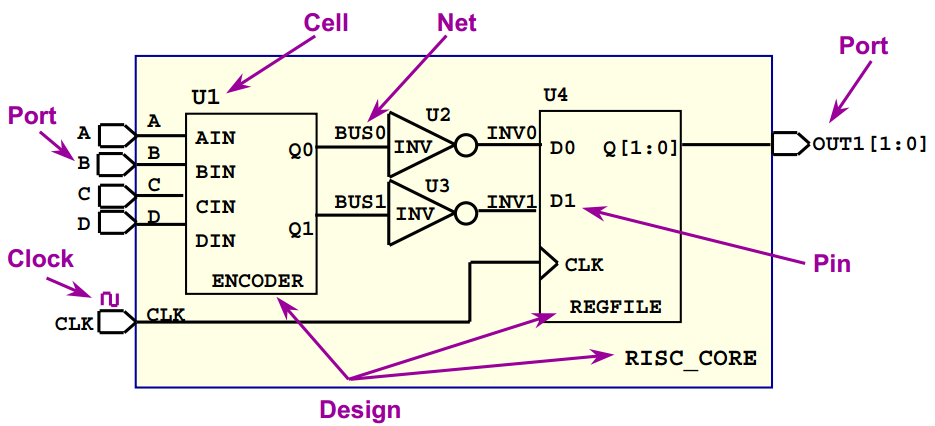 Cell
Net
Port
U1
U4
Port
A
A
AIN
BUS0
U2
INV
INV0
D0
Q[1:0]
OUT1[1:0]
Q0
B
B
BIN
C
C
CIN
U3
BUS1
INV
INV1
D1
D
D
DIN
Q1
Clock
ENCODER
CLK
Pin
CLK
CLK
REGFILE
RISC_CORE
Design